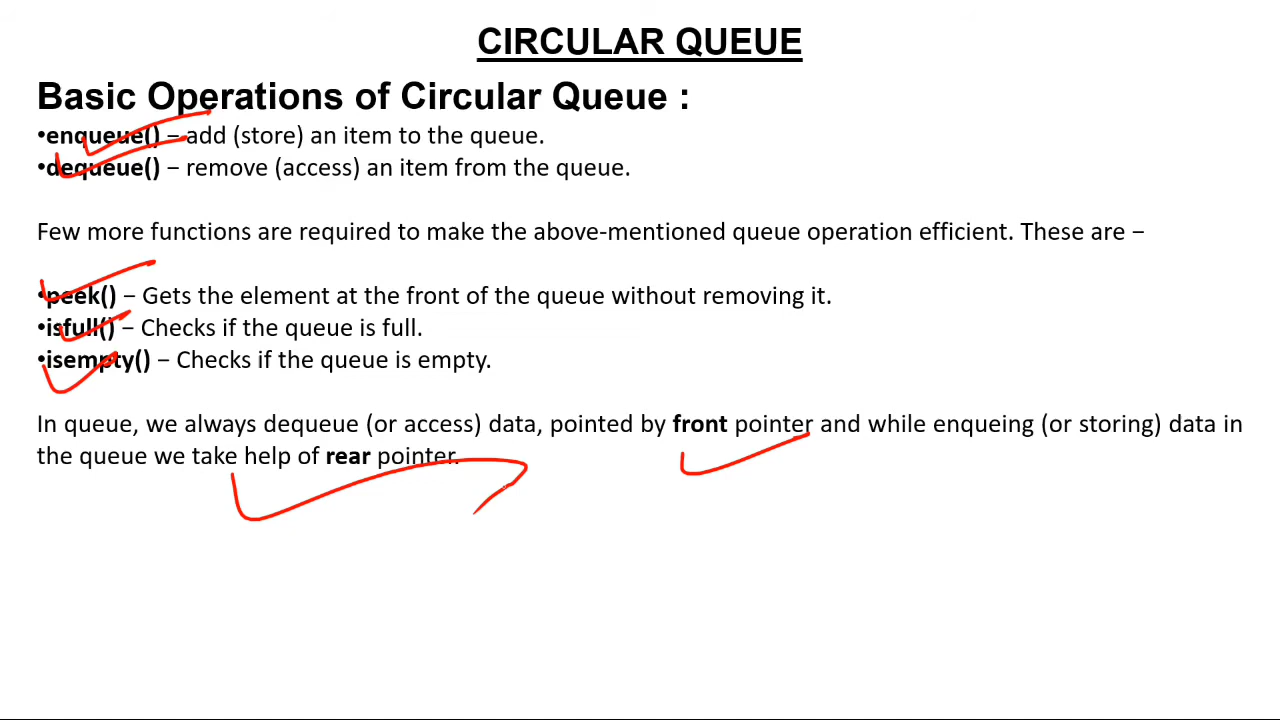 CIRCULAR QUEUE
Basic Operations of Circular Queue :
•enqueue() − add (store) an item to the queue.
•dequeue() − remove (access) an item from the queue.
Few more functions are required to make the above-mentioned queue operation efficient. These are −
•peek() − Gets the element at the front of the queue without removing it.
•isfull() − Checks if the queue is full.
•isempty() − Checks if the queue is empty.
In queue, we always dequeue (or access) data, pointed by front pointer and while enqueing (or storing) data in
the queue we take help of rear pointer.